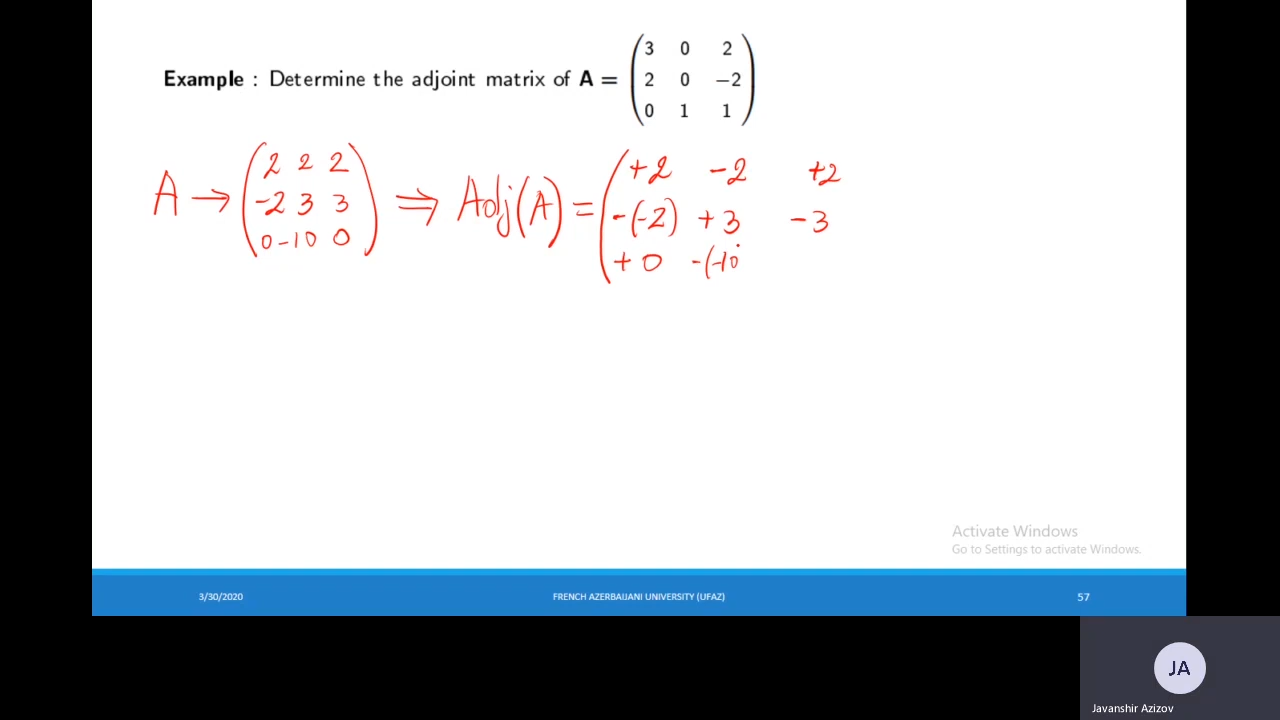 Example : Determine the adjoint matrix of A = ( 3 0 2
2 0 −2
0 1 1 )
A → ( 2 2 2
-2 3 3
0 -10 0 ) ⇒ Adj(A) = ( +2 -2 +2
-(-2) +3 -3
+0 -(-10
Activate Windows
Go to Settings to activate Windows.
3/30/2020 FRENCH AZERBAIJANI UNIVERSITY (UFAZ) 57
JA
Javanshir Azizov